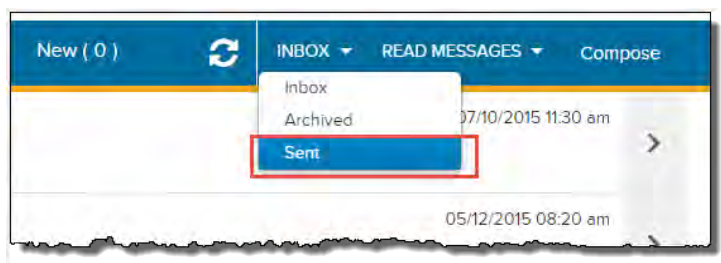 New ( 0 ) INBOX READ MESSAGES Compose
Inbox
Archived 07/10/2015 11:30 am
Sent
05/12/2015 08:20 am